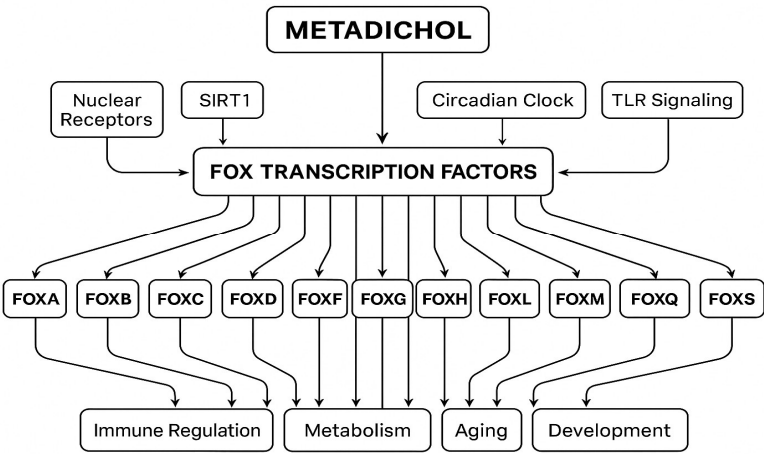 METADICHOL
Nuclear
Receptors
SIRT1
Circadian Clock
TLR Signaling
FOX TRANSCRIPTION FACTORS
FOXA
FOXB
FOXC
FOXD
FOXF
FOXG
FOXH
FOXL
FOXM
FOXQ
FOXS
Immune Regulation
Metabolism
Aging
Development